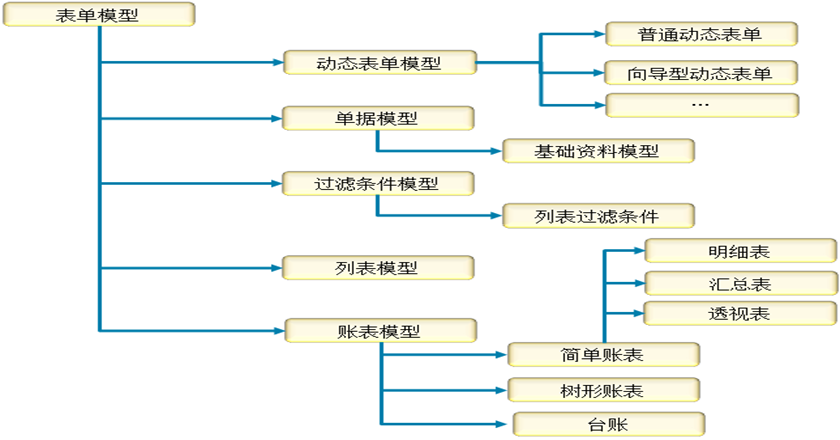 表单模型
动态表单模型
普通动态表单
向导型动态表单
…
单据模型
基础资料模型
过滤条件模型
列表过滤条件
列表模型
账表模型
明细表
汇总表
透视表
简单账表
树形账表
台账